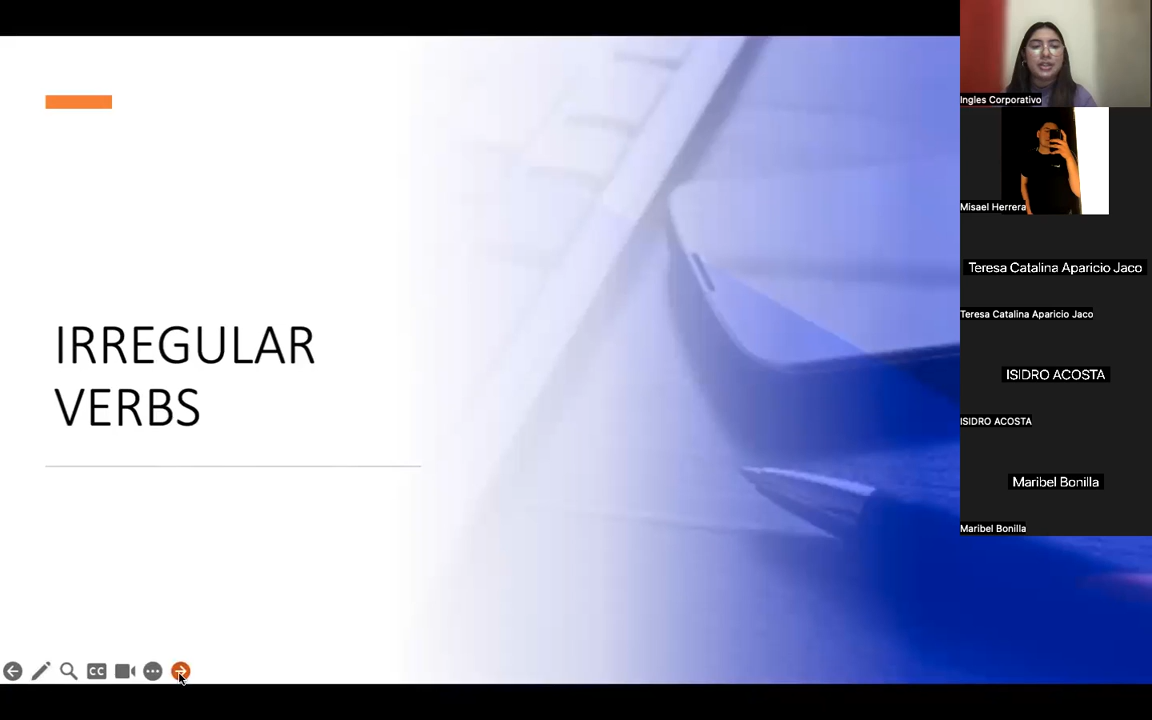 IRREGULAR
VERBS
CC
Ingles Corporativo
Misael Herrera
Teresa Catalina Aparicio Jaco
Teresa Catalina Aparicio Jaco
ISIDRO ACOSTA
ISIDRO ACOSTA
Maribel Bonilla
Maribel Bonilla